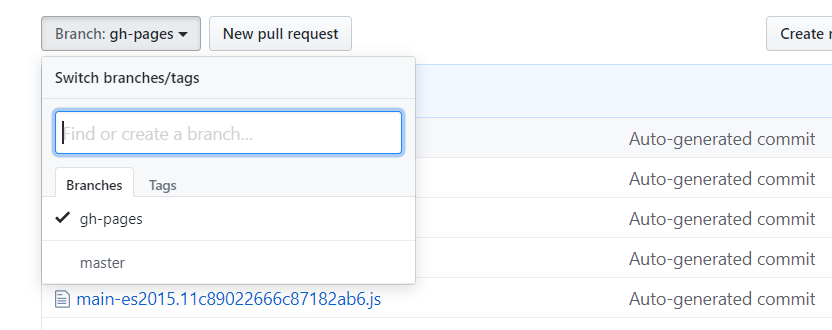 Branch: gh-pages New pull request Create
Switch branches/tags
Find or create a branch...
Auto-generated commit
Branches Tags
Auto-generated commit
gh-pages Auto-generated commit
master Auto-generated commit
main-es2015.11c89022666c87182ab6.js Auto-generated commit